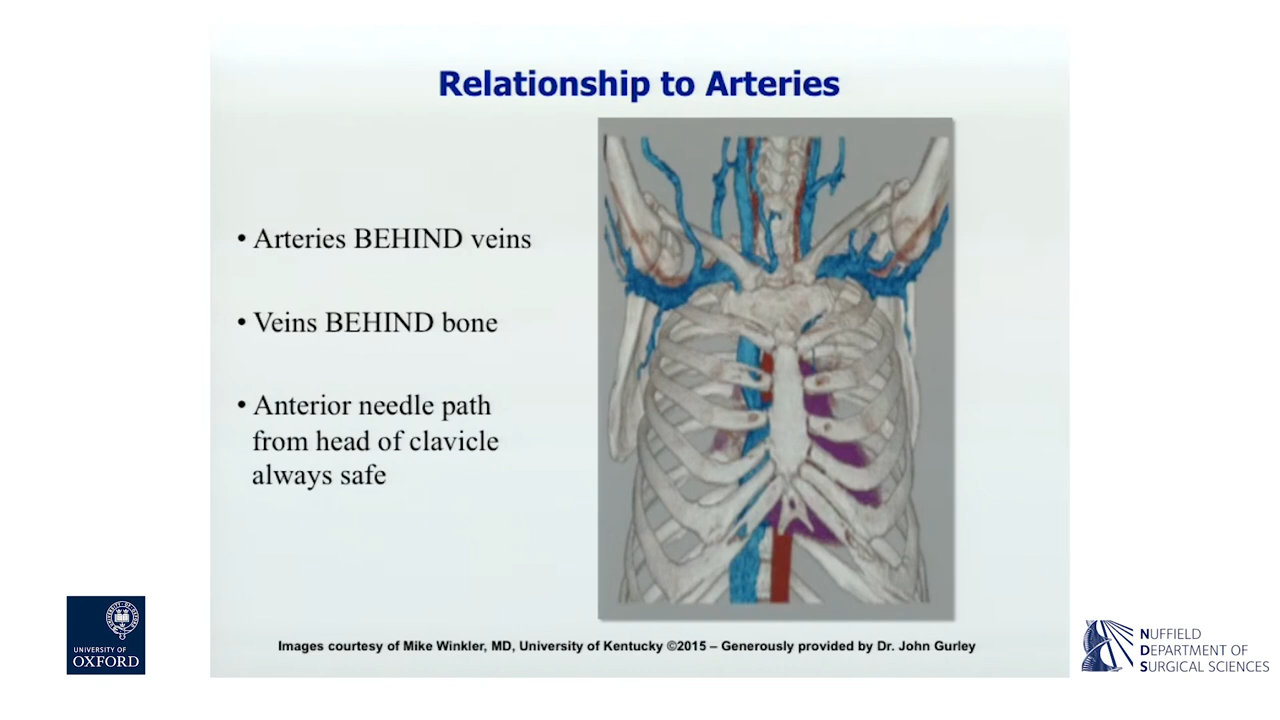 Relationship to Arteries
• Arteries BEHIND veins
• Veins BEHIND bone
• Anterior needle path
from head of clavicle
always safe
Images courtesy of Mike Winkler, MD, University of Kentucky ©2015 – Generously provided by Dr. John Gurley
UNIVERSITY OF
OXFORD
NUFFIELD
DEPARTMENT OF
SURGICAL SCIENCES